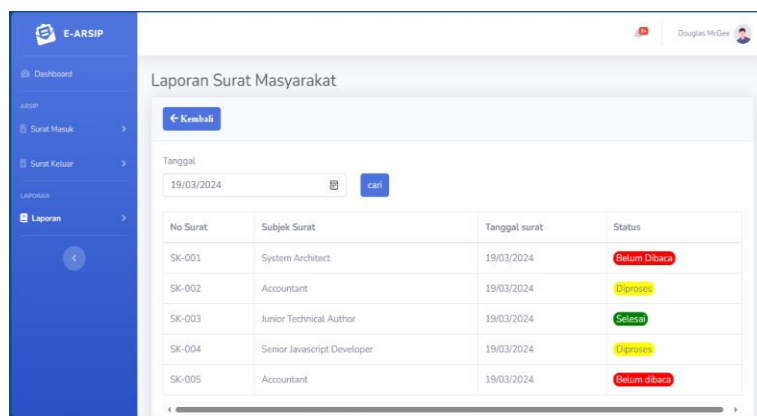 E-ARSIP
Douglas McGee
Dashboard
ARSIP
Surat Masuk
Surat Keluar
LAPORAN
Laporan
Laporan Surat Masyarakat
← Kembali
Tanggal
19/03/2024
cari
No Surat Subjek Surat Tanggal surat Status
SK-001 System Architect 19/03/2024 Belum Dibaca
SK-002 Accountant 19/03/2024 Diproses
SK-003 Junior Technical Author 19/03/2024 Selesai
SK-004 Senior Javascript Developer 19/03/2024 Diproses
SK-005 Accountant 19/03/2024 Belum dibaca